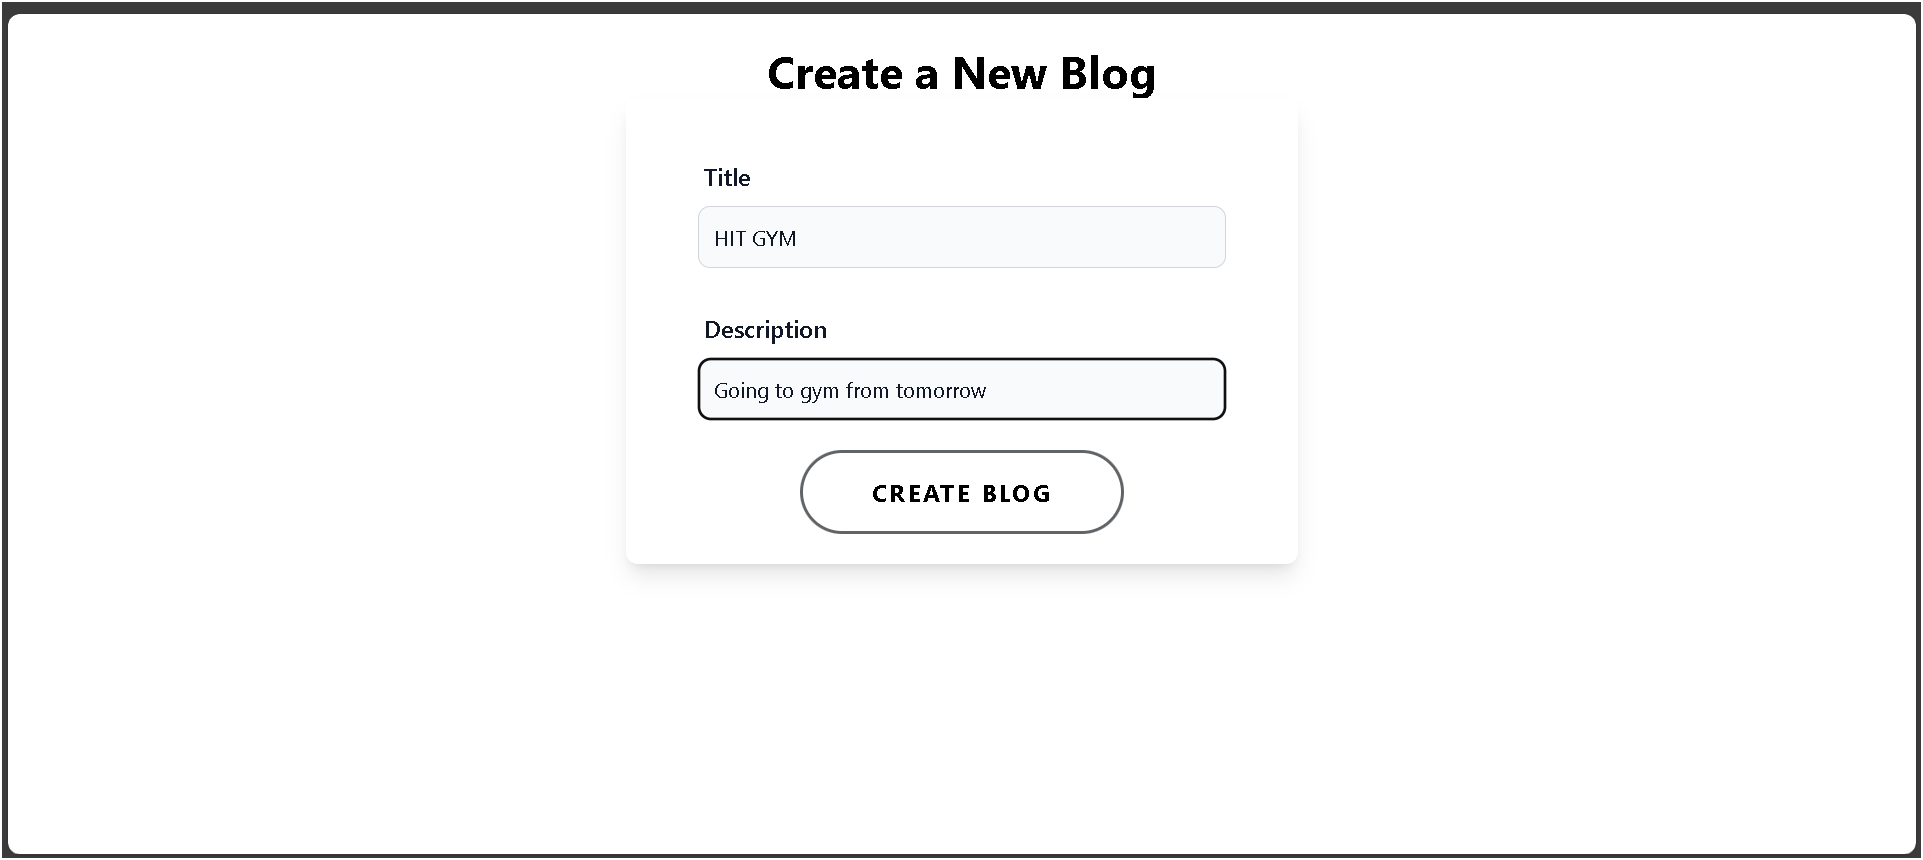 Create a New Blog
Title
HIT GYM
Description
Going to gym from tomorrow
CREATE BLOG